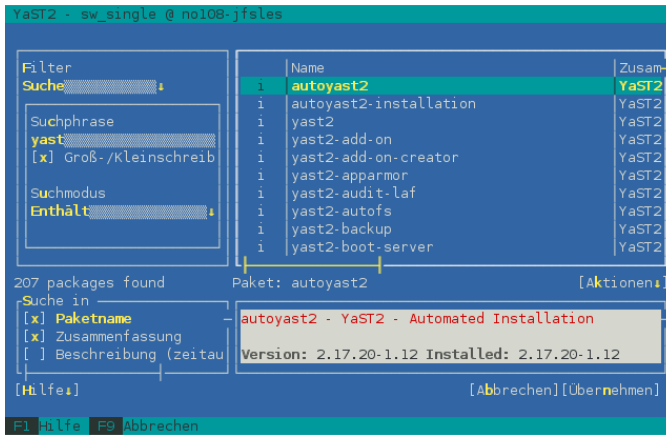 YaST2 - sw_single @ no108-jfsles
Filter
Suche
Suchphrase
yast
[x] Groß-/Kleinschreib
Suchmodus
Enthält
Name Zusam
i autoyast2 YaST2
i autoyast2-installation YaST2
i yast2 YaST2
i yast2-add-on YaST2
i yast2-add-on-creator YaST2
i yast2-apparmor YaST2
i yast2-audit-laf YaST2
i yast2-autofs YaST2
i yast2-backup YaST2
i yast2-boot-server YaST2
207 packages found
Paket: autoyast2 [Aktionen↓]
Suche in
[x] Paketname
[x] Zusammenfassung
[ ] Beschreibung (zeitau
autoyast2 - YaST2 - Automated Installation
Version: 2.17.20-1.12 Installed: 2.17.20-1.12
[Hilfe↓] [Abbrechen][Übernehmen]
F1 Hilfe F9 Abbrechen